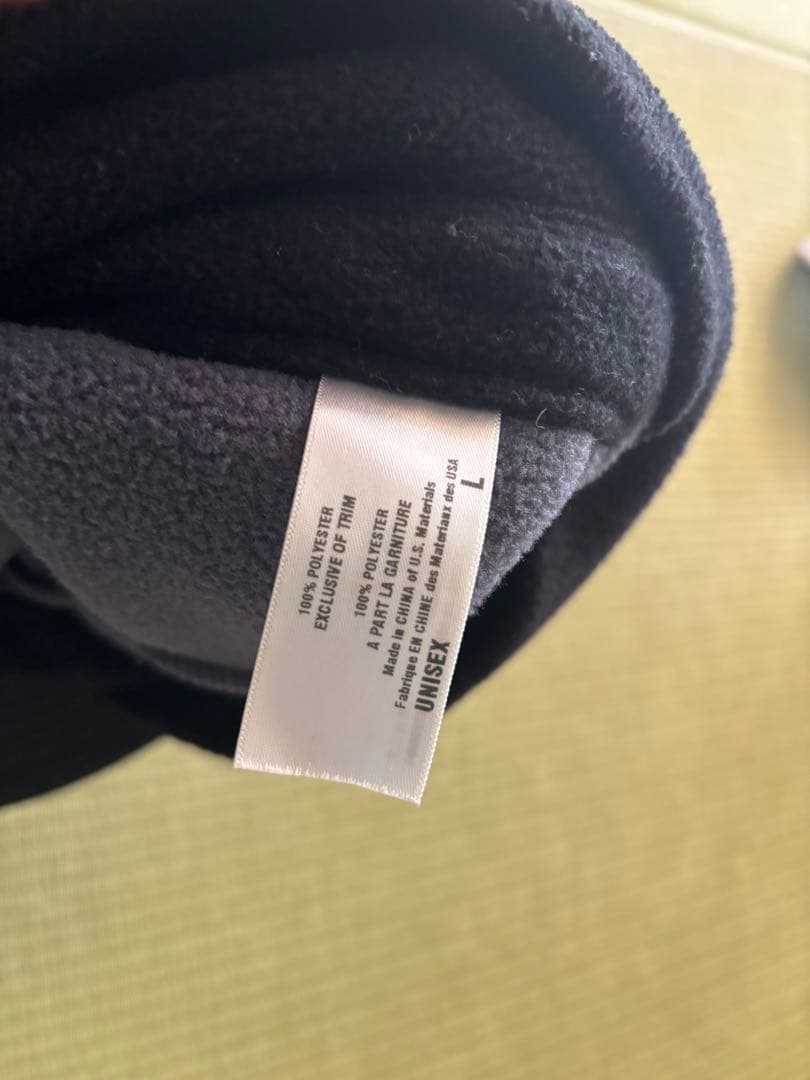 100% POLYESTER
EXCLUSIVE OF TRIM
100% POLYESTER
A PART LA GARNITURE
Made in CHINA of U.S. Materials
Fabrique EN CHINE des Materiaux des USA
UNISEX
L